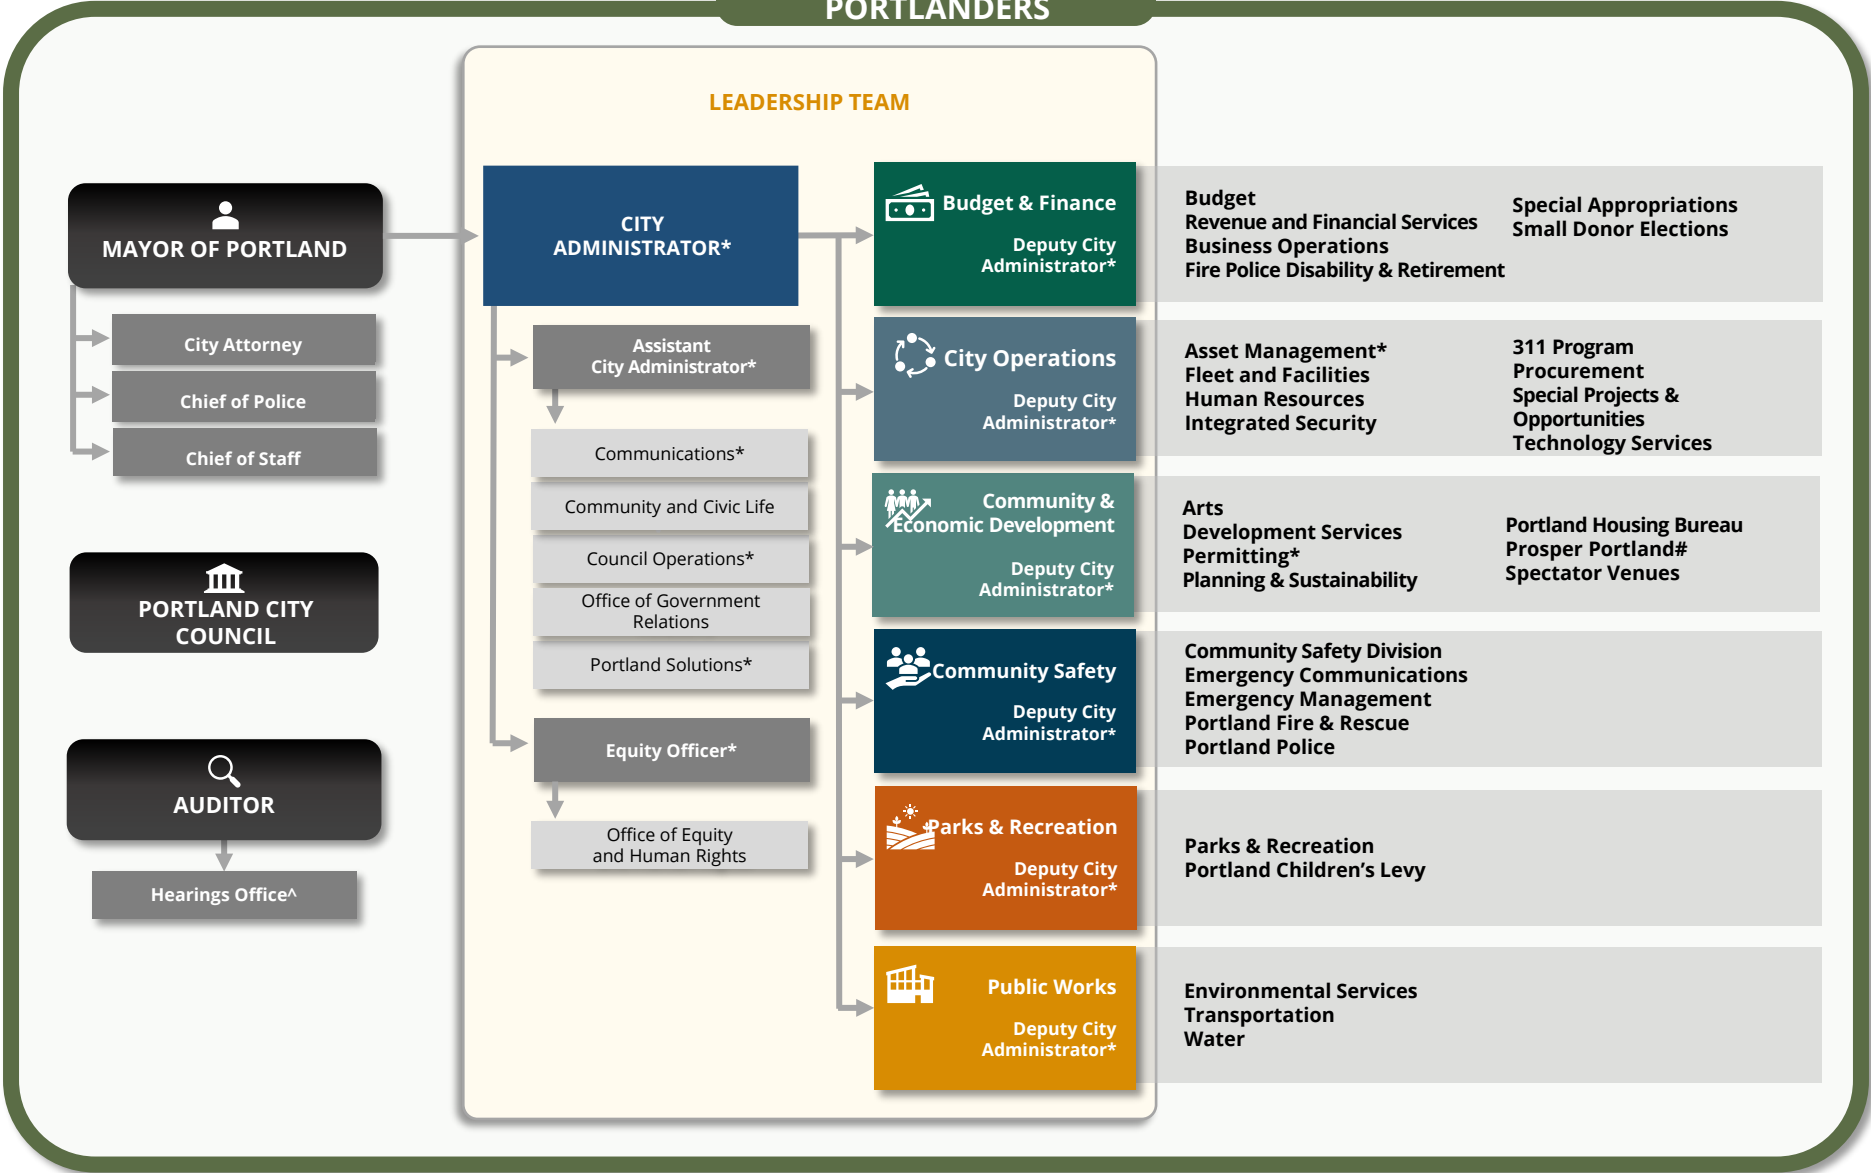 PORTLANDERS
LEADERSHIP TEAM
MAYOR OF PORTLAND
City Attorney
Chief of Police
Chief of Staff
PORTLAND CITY
COUNCIL
AUDITOR
Hearings Office^
CITY
ADMINISTRATOR*
Assistant
City Administrator*
Communications*
Community and Civic Life
Council Operations*
Office of Government
Relations
Portland Solutions*
Equity Officer*
Office of Equity
and Human Rights
Budget & Finance
Deputy City
Administrator*
Budget
Revenue and Financial Services
Business Operations
Fire Police Disability & Retirement
Special Appropriations
Small Donor Elections
City Operations
Deputy City
Administrator*
Asset Management*
Fleet and Facilities
Human Resources
Integrated Security
311 Program
Procurement
Special Projects &
Opportunities
Technology Services
Community &
Economic Development
Deputy City
Administrator*
Arts
Development Services
Permitting*
Planning & Sustainability
Portland Housing Bureau
Prosper Portland#
Spectator Venues
Community Safety
Deputy City
Administrator*
Community Safety Division
Emergency Communications
Emergency Management
Portland Fire & Rescue
Portland Police
Parks & Recreation
Deputy City
Administrator*
Parks & Recreation
Portland Children’s Levy
Public Works
Deputy City
Administrator*
Environmental Services
Transportation
Water